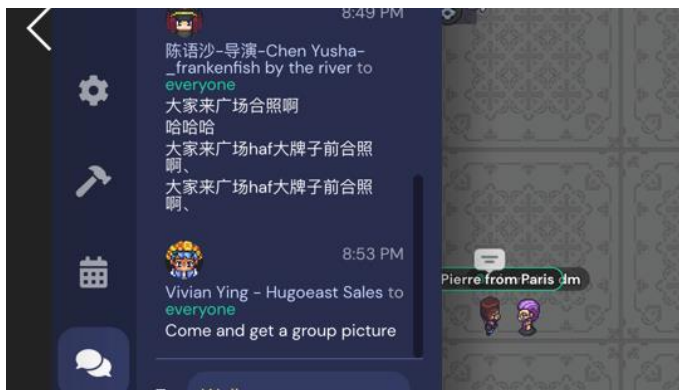 8:49 PM
陈语沙-导演-Chen Yusha-
_frankenfish by the river to
everyone
大家来广场合照啊
哈哈哈
大家来广场haf大牌子前合照
啊、
大家来广场haf大牌子前合照
啊、
8:53 PM
Vivian Ying - Hugoeast Sales to
everyone
Come and get a group picture
Pierre from Paris